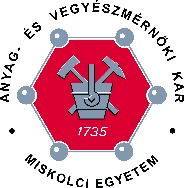 ANYAG- ÉS VEGYÉSZMÉRNÖKI KAR
1735
• MISKOLCI EGYETEM •